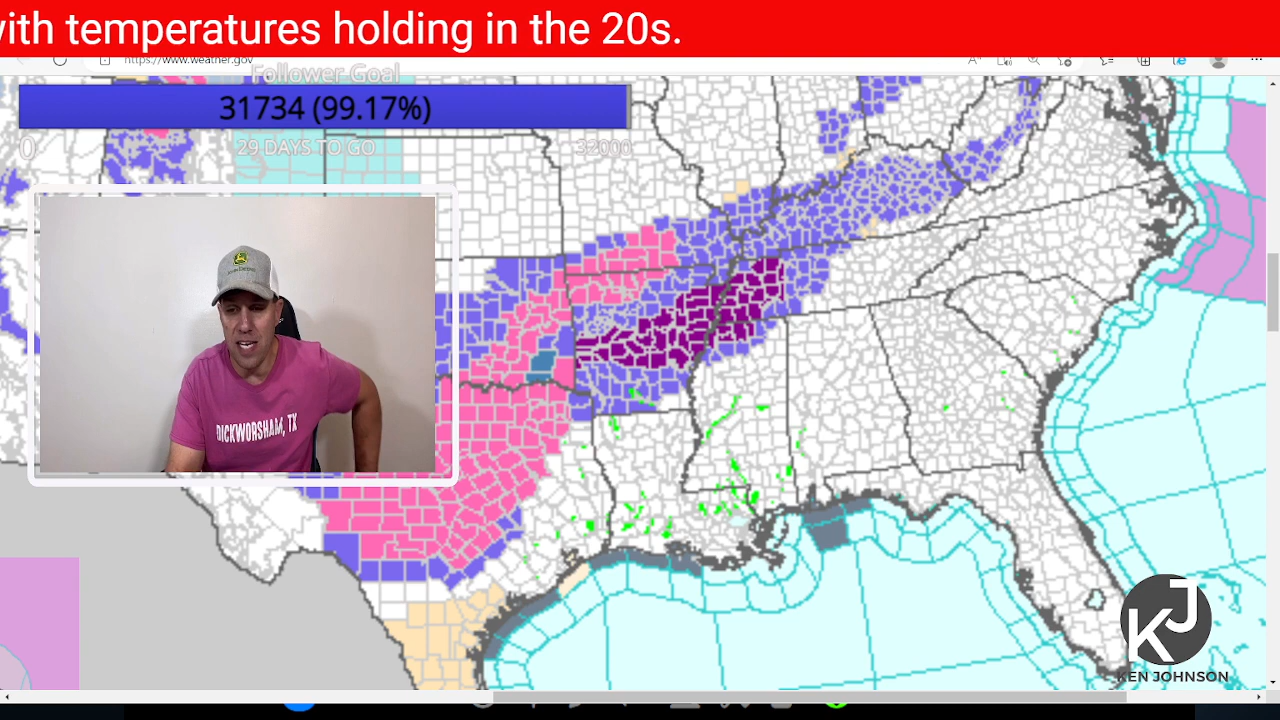 with temperatures holding in the 20s.
https://www.weather.gov
Follower Goal
31734 (99.17%)
0
29 DAYS TO GO
32000
DICKWORSHAM, TX
KJ
KEN JOHNSON